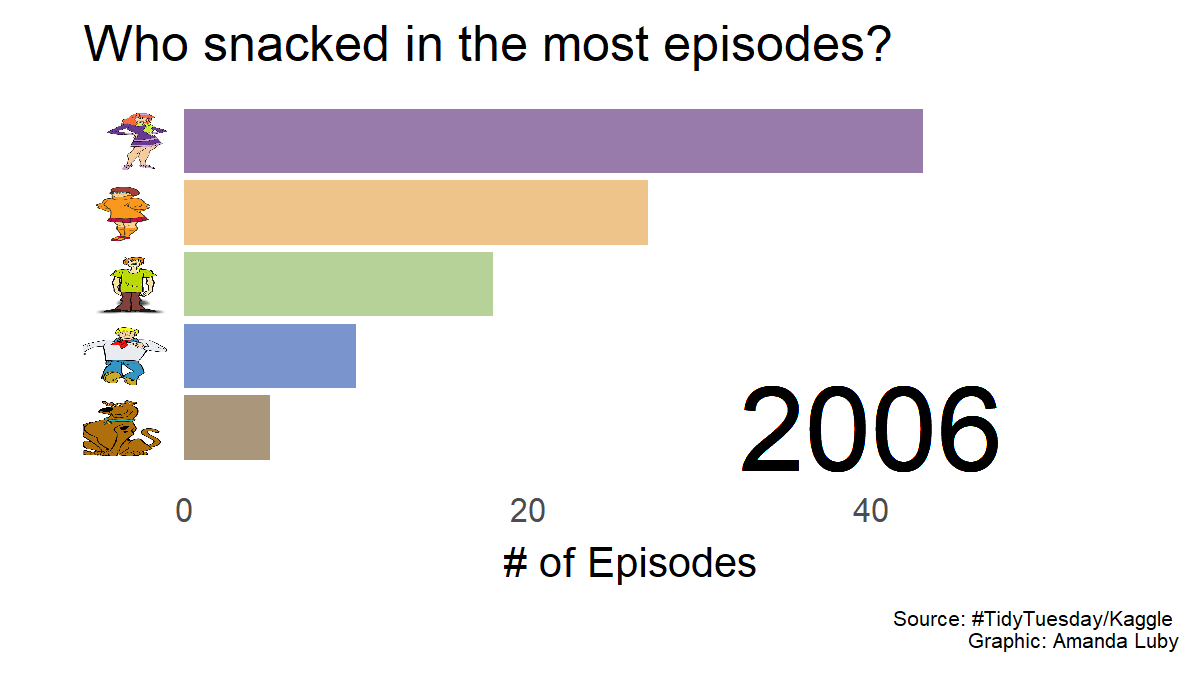 Who snacked in the most episodes?
2006
0 20 40
# of Episodes
Source: #TidyTuesday/Kaggle
Graphic: Amanda Luby